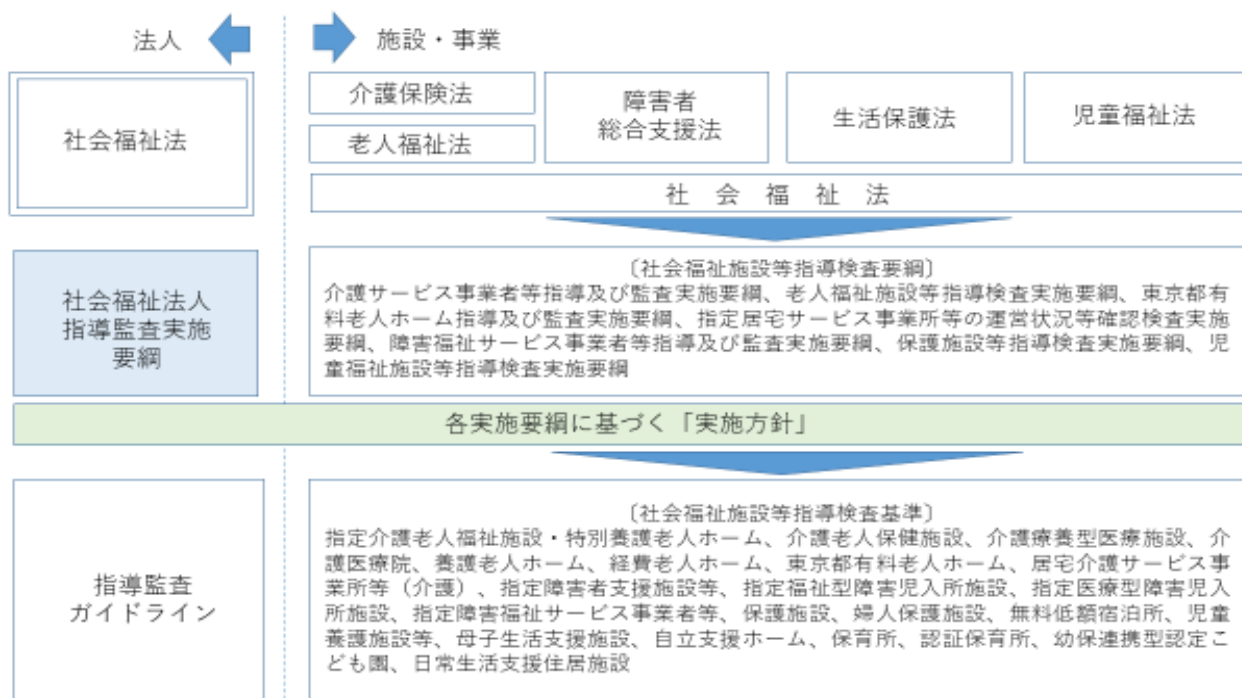 法人
施設・事業
社会福祉法
介護保険法
老人福祉法
障害者
総合支援法
生活保護法
児童福祉法
社 会 福 祉 法
社会福祉法人
指導監査実施
要綱
〔社会福祉施設等指導検査要綱〕
介護サービス事業者等指導及び監査実施要綱、老人福祉施設等指導検査実施要綱、東京都有
料老人ホーム指導及び監査実施要綱、指定居宅サービス事業所等の運営状況等確認検査実施
要綱、障害福祉サービス事業者等指導及び監査実施要綱、保護施設等指導検査実施要綱、児
童福祉施設等指導検査実施要綱
各実施要綱に基づく「実施方針」
指導監査
ガイドライン
〔社会福祉施設等指導検査基準〕
指定介護老人福祉施設・特別養護老人ホーム、介護老人保健施設、介護療養型医療施設、介
護医療院、養護老人ホーム、経費老人ホーム、東京都有料老人ホーム、居宅介護サービス事
業所等（介護）、指定障害者支援施設等、指定福祉型障害児入所施設、指定医療型障害児入
所施設、指定障害福祉サービス事業者等、保護施設、婦人保護施設、無料低額宿泊所、児童
養護施設等、母子生活支援施設、自立支援ホーム、保育所、認証保育所、幼保連携型認定こ
ども園、日常生活支援住居施設